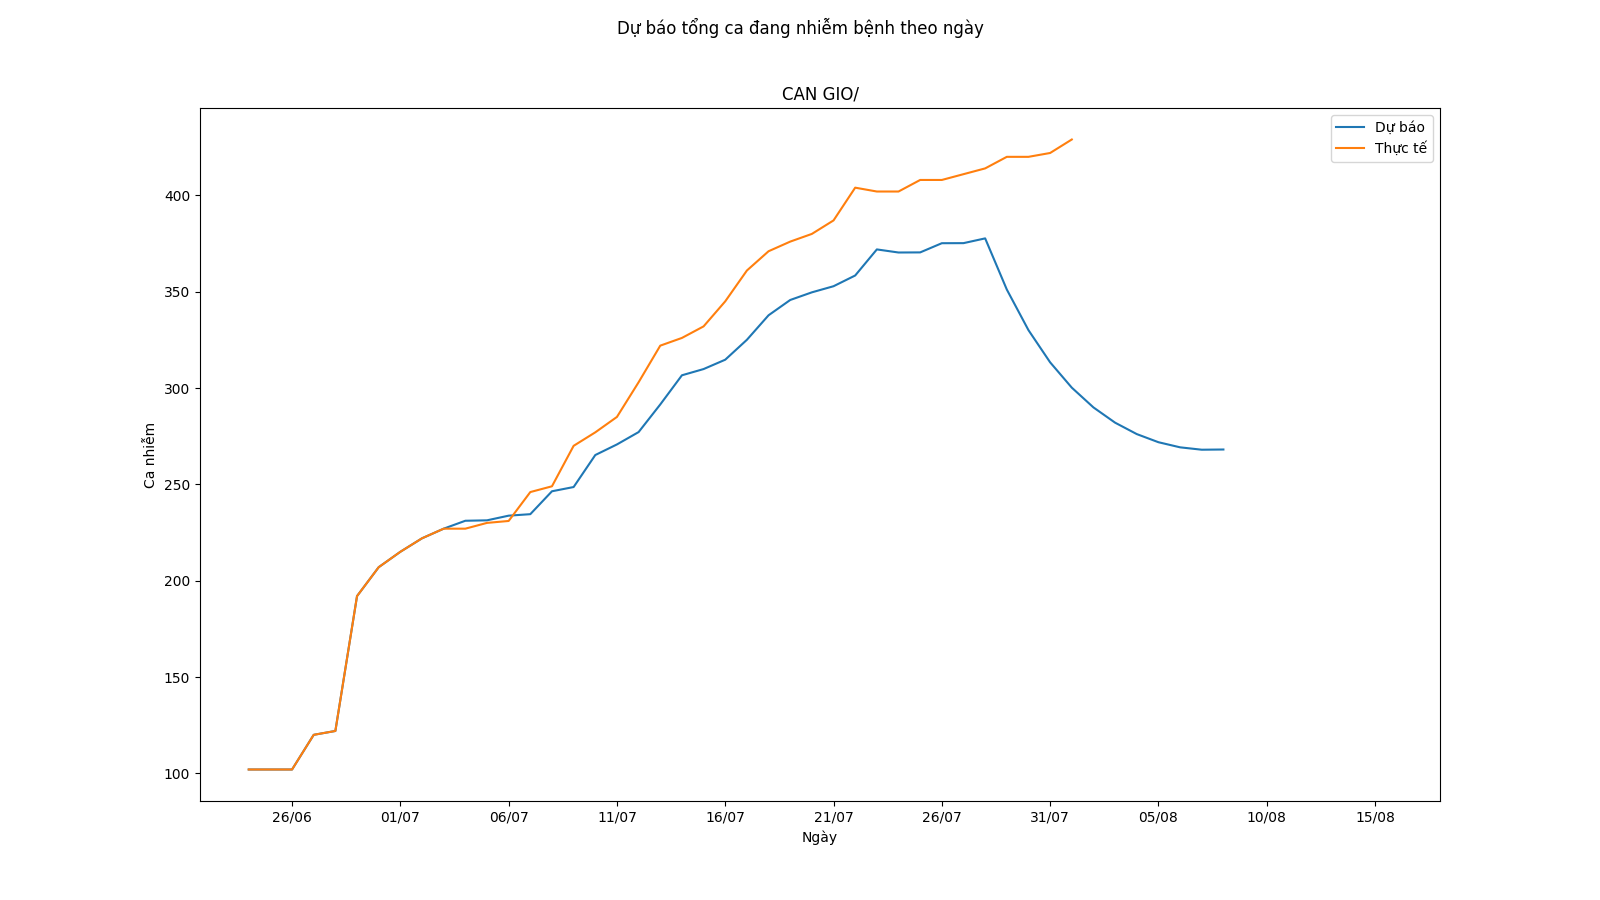 Dự báo tổng ca đang nhiễm bệnh theo ngày
CAN GIO/
Dự báo
Thực tế
400
350
300
250
200
150
100
Ca nhiễm
26/06 01/07 06/07 11/07 16/07 21/07 26/07 31/07 05/08 10/08 15/08
Ngày